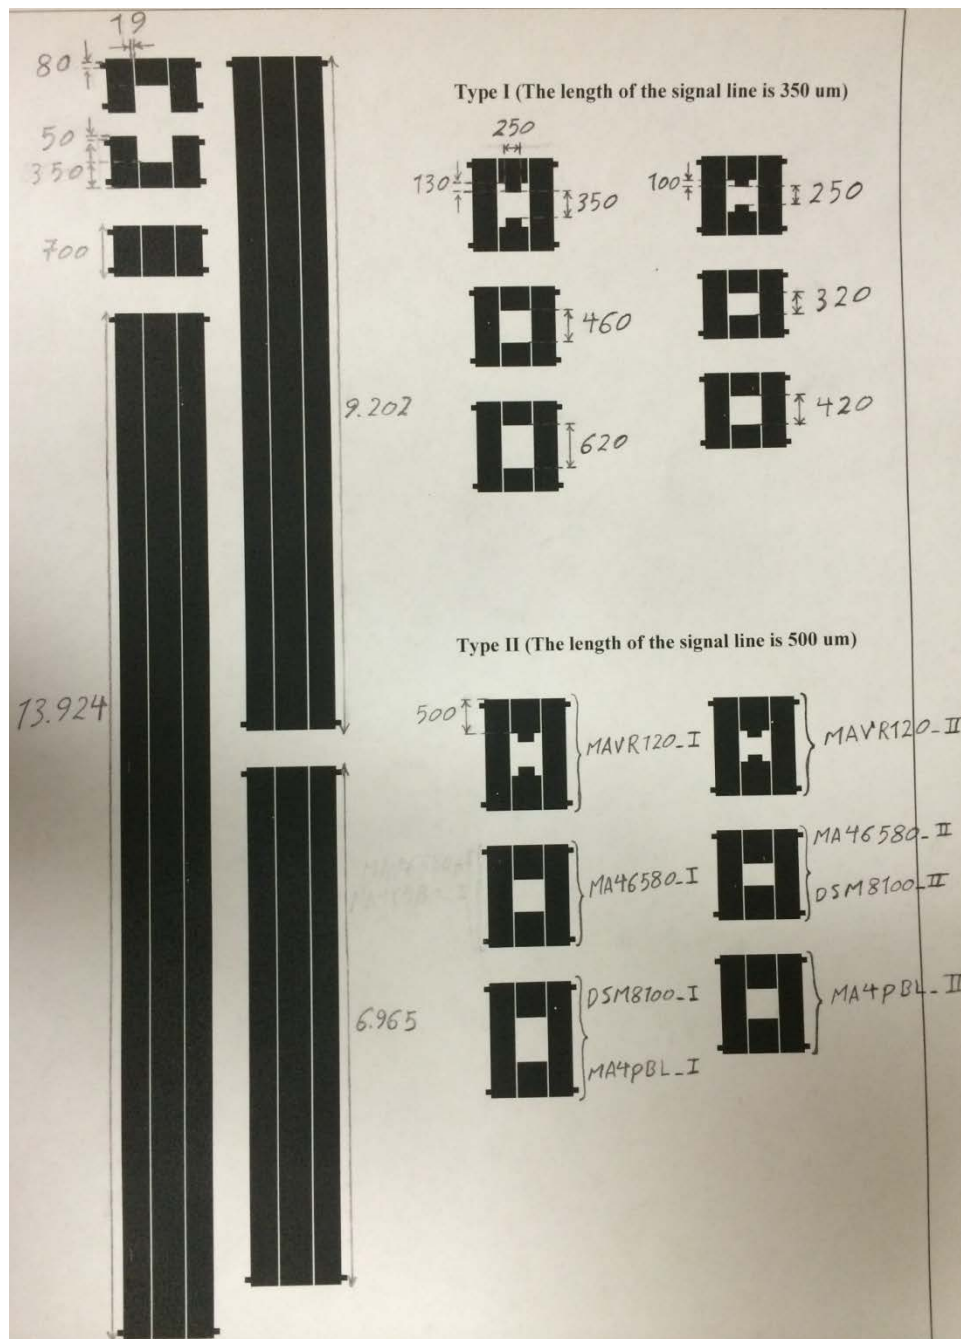 19
80
50
350
700
13.924
9.202
6.965
Type I (The length of the signal line is 350 um)
250
130
350
100
250
460
320
620
420
Type II (The length of the signal line is 500 um)
500
MAVR120_I
MAVR120_II
MA46580_I
MA46580_II
DSM8100_II
DSM8100_I
MA4PBL_I
MA4PBL_II